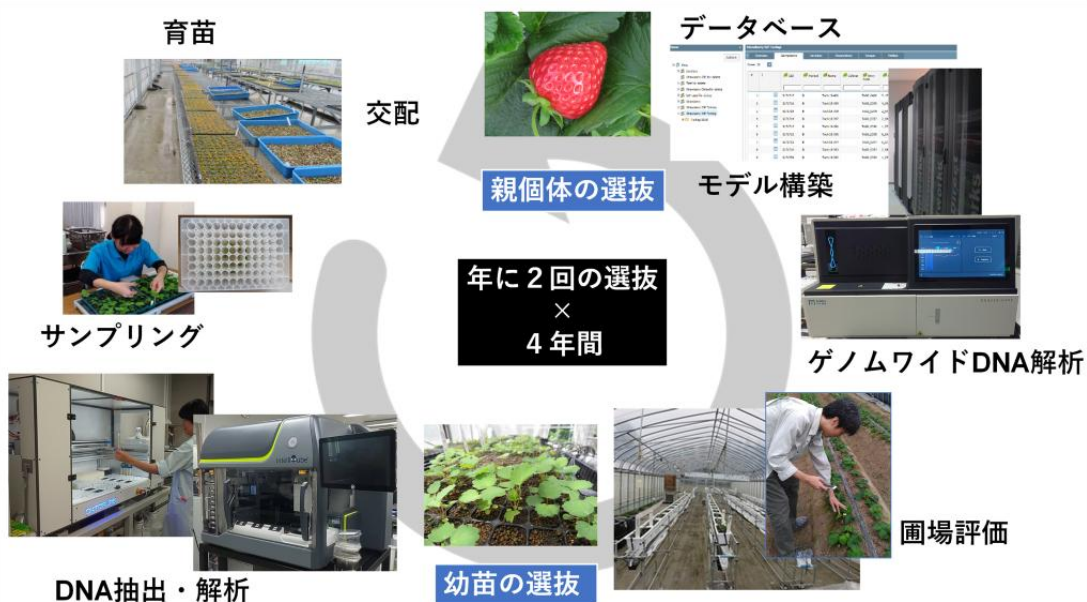 育苗
データベース
交配
親個体の選抜
モデル構築
年に２回の選抜
×
４年間
サンプリング
ゲノムワイドDNA解析
圃場評価
幼苗の選抜
DNA抽出・解析